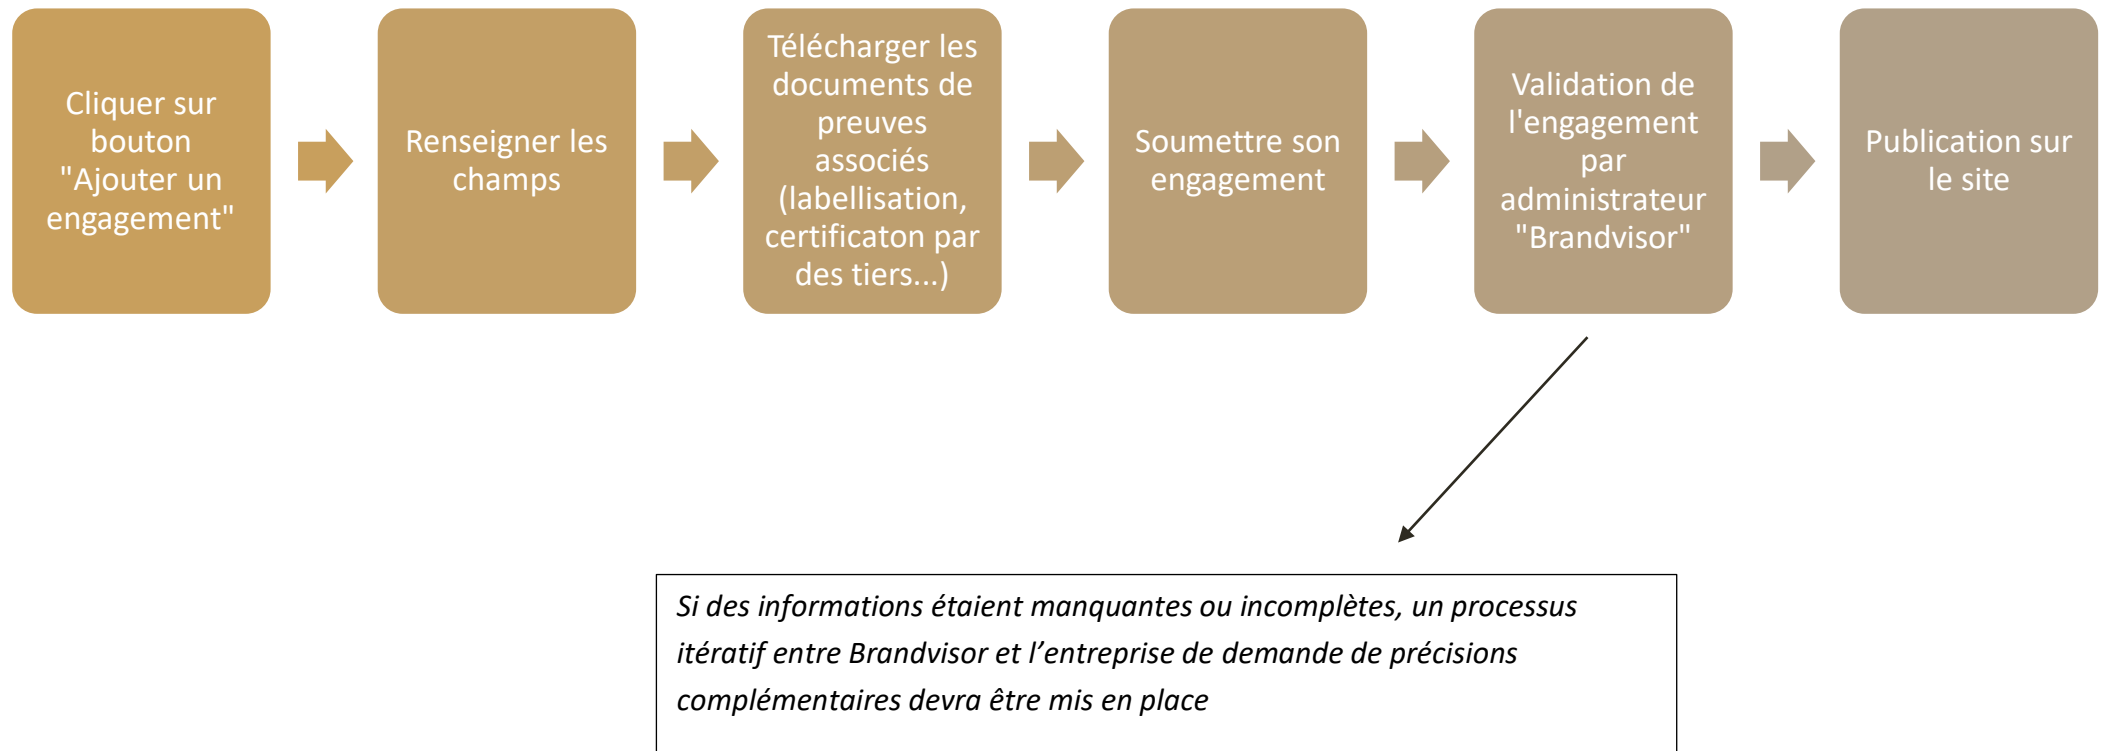 Cliquer sur
bouton
"Ajouter un
engagement"
Renseigner les
champs
Télécharger les
documents de
preuves
associés
(labellisation,
certificaton par
des tiers...)
Soumettre son
engagement
Validation de
l'engagement
par
administrateur
"Brandvisor"
Publication sur
le site
Si des informations étaient manquantes ou incomplètes, un processus
itératif entre Brandvisor et l’entreprise de demande de précisions
complémentaires devra être mis en place